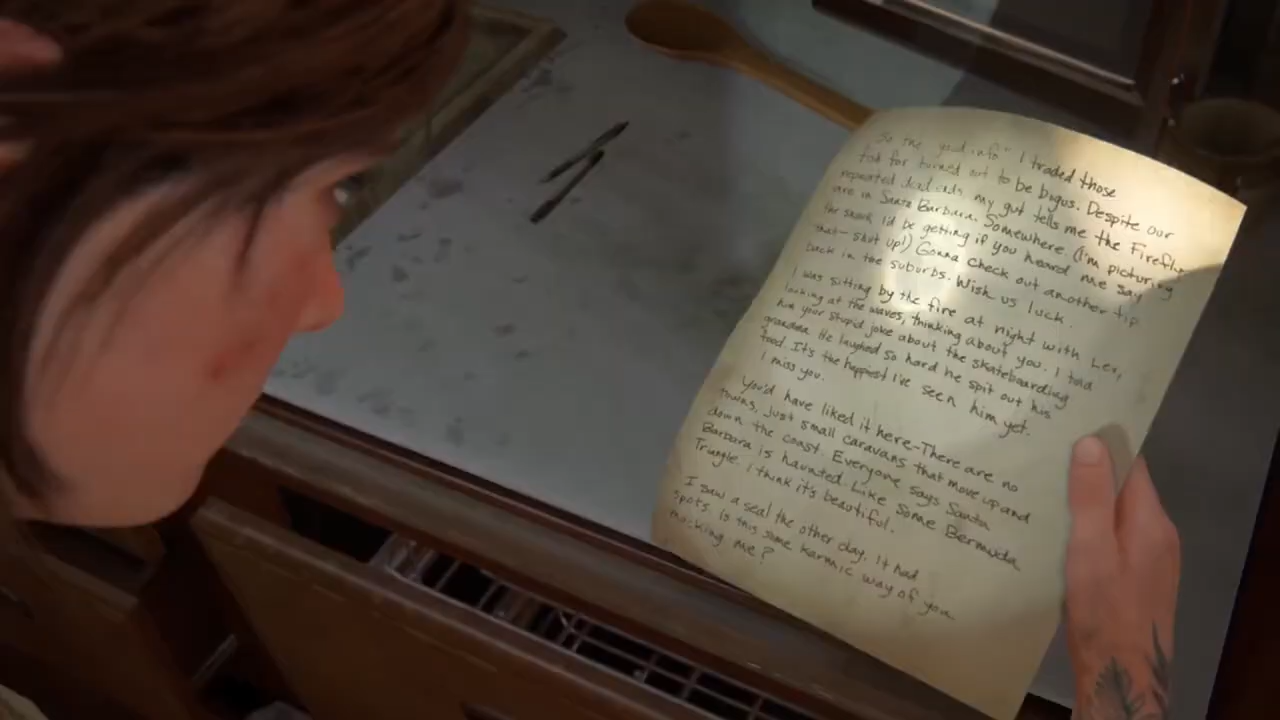 So the "good info" I traded those
food for turned out to be bogus. Despite our
repeated dead ends my gut tells me the Fireflies
are in Santa Barbara. Somewhere (I'm picturing
the smack I'd be getting if you heard me say
that - shut up!) Gonna check out another tip
back in the suburbs. Wish us luck.
I was sitting by the fire at night with Lev,
looking at the waves, thinking about you. I told
him your stupid joke about the skateboarding
grandma. He laughed so hard he spit out his
food. It's the happiest I've seen him yet.
I miss you.
You'd have liked it here-There are no
towns, just small caravans that move up and
down the coast. Everyone says Santa
Barbara is haunted. Like some Bermuda
Triangle. I think it's beautiful.
I saw a seal the other day. It had
spots. Is this some karmic way of you
mocking me?